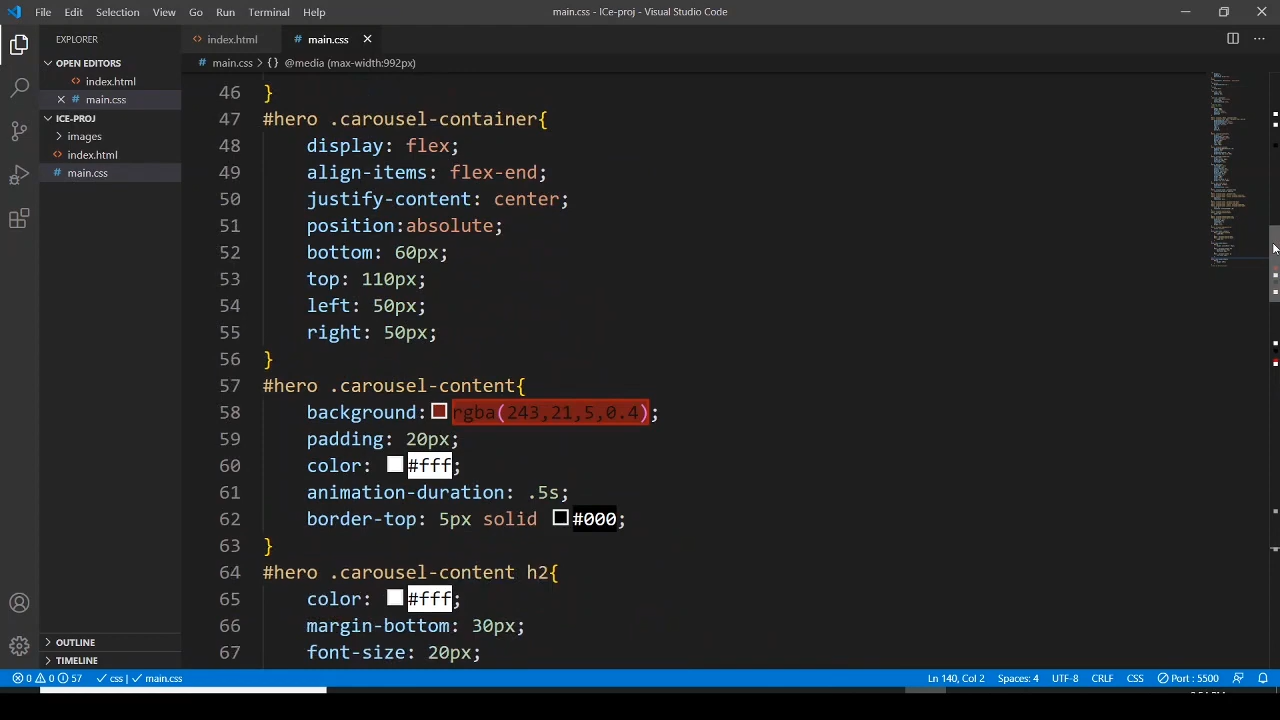 File Edit Selection View Go Run Terminal Help
main.css - ICe-proj - Visual Studio Code
EXPLORER
OPEN EDITORS
index.html
main.css
ICE-PROJ
images
index.html
main.css
OUTLINE
TIMELINE
index.html main.css
main.css > {} @media (max-width:992px)
46 }
47 #hero .carousel-container{
48 display: flex;
49 align-items: flex-end;
50 justify-content: center;
51 position:absolute;
52 bottom: 60px;
53 top: 110px;
54 left: 50px;
55 right: 50px;
56 }
57 #hero .carousel-content{
58 background: rgba(243,21,5,0.4);
59 padding: 20px;
60 color: #fff;
61 animation-duration: .5s;
62 border-top: 5px solid #000;
63 }
64 #hero .carousel-content h2{
65 color: #fff;
66 margin-bottom: 30px;
67 font-size: 20px;
0 0 57 css main.css Ln 140, Col 2 Spaces: 4 UTF-8 CRLF CSS Port : 5500